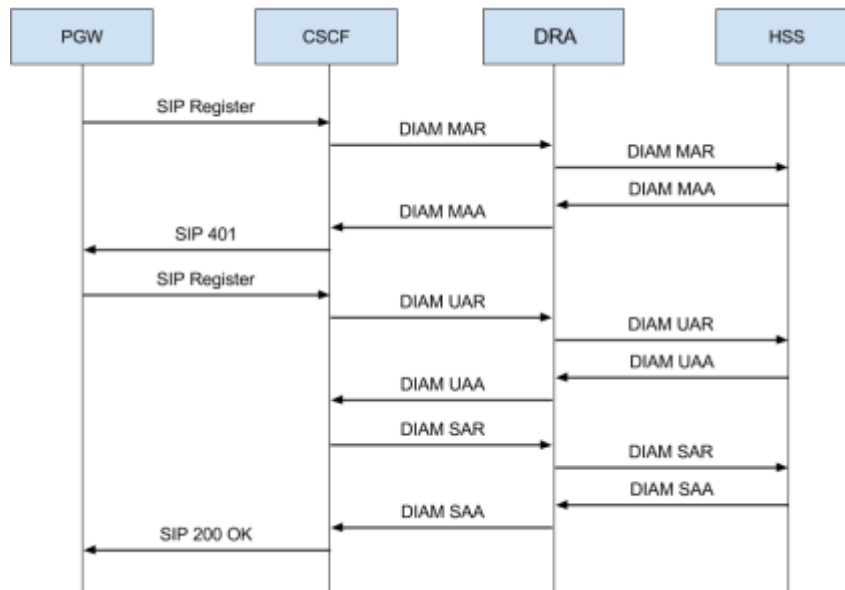 PGW
CSCF
DRA
HSS
SIP Register
DIAM MAR
DIAM MAR
DIAM MAA
DIAM MAA
SIP 401
SIP Register
DIAM UAR
DIAM UAR
DIAM UAA
DIAM UAA
DIAM SAR
DIAM SAR
DIAM SAA
DIAM SAA
SIP 200 OK